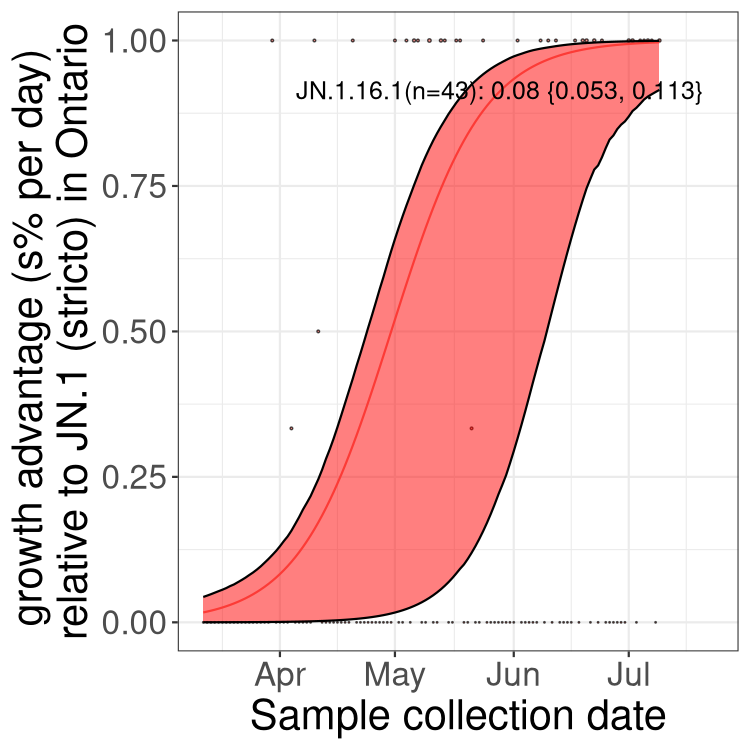 growth advantage (s% per day)
relative to JN.1 (stricto) in Ontario
1.00
0.75
0.50
0.25
0.00
JN.1.16.1(n=43): 0.08 {0.053, 0.113}
Apr May Jun Jul
Sample collection date